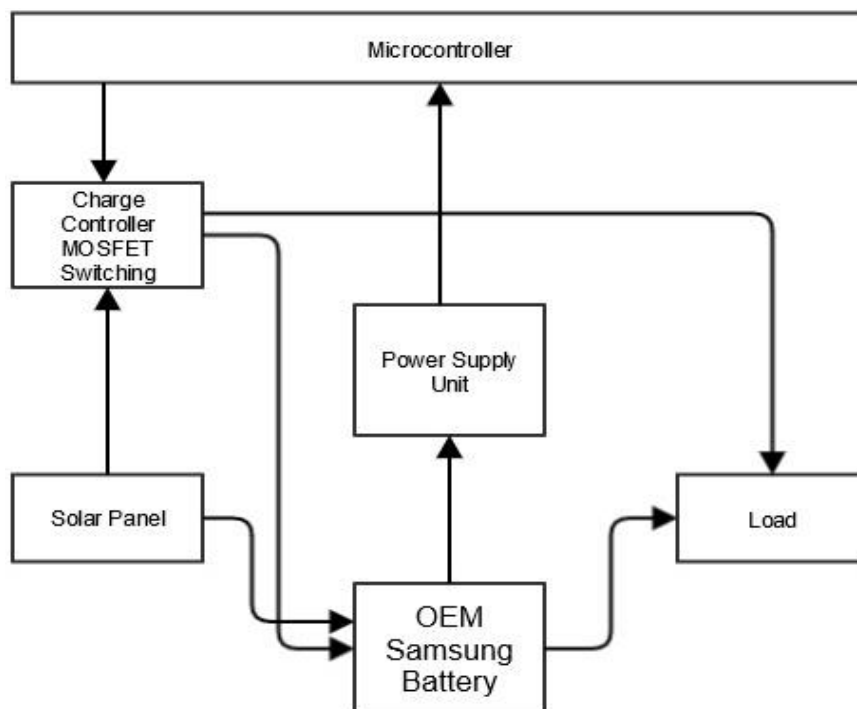 Microcontroller
Charge
Controller
MOSFET
Switching
Power Supply
Unit
Solar Panel
Load
OEM
Samsung
Battery